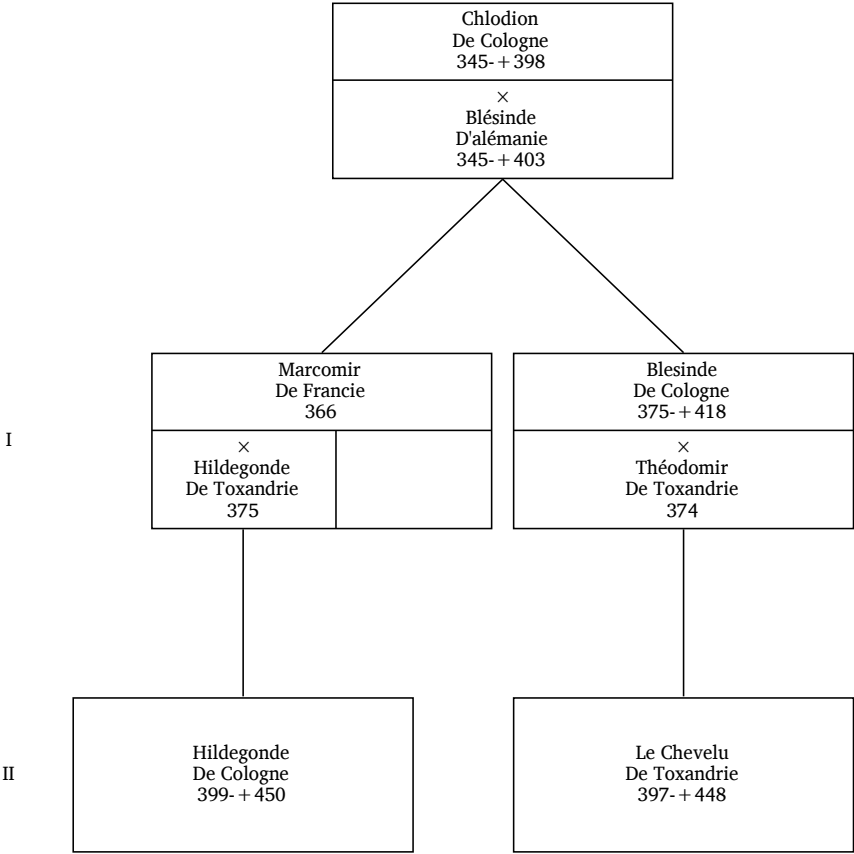 Chlodion
De Cologne
345-+398
×
Blésinde
D'alémanie
345-+403
I
Marcomir
De Francie
366
×
Hildegonde
De Toxandrie
375
Blesinde
De Cologne
375-+418
×
Théodomir
De Toxandrie
374
II
Hildegonde
De Cologne
399-+450
Le Chevelu
De Toxandrie
397-+448